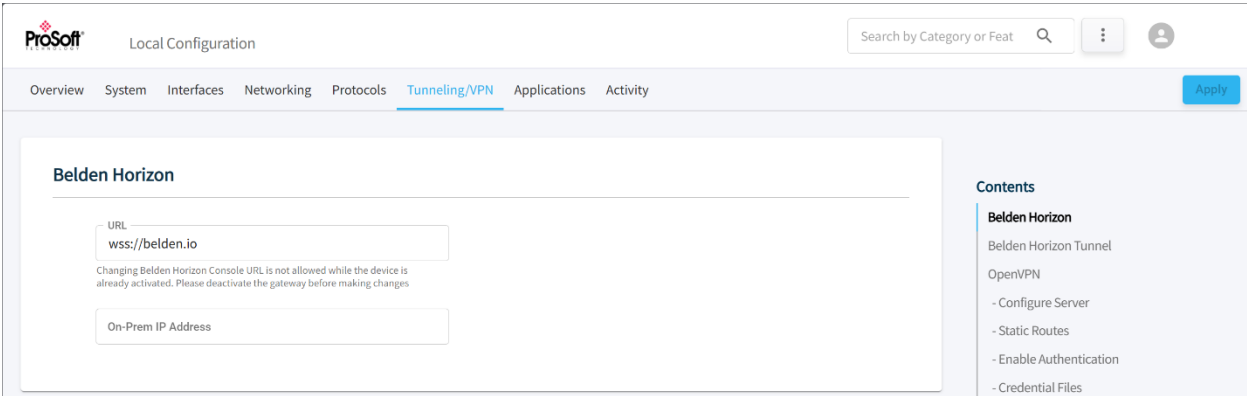 ProSoft
TECHNOLOGY
Local Configuration
Search by Category or Feat
Overview System Interfaces Networking Protocols Tunneling/VPN Applications Activity
Apply
Belden Horizon
URL
wss://belden.io
Changing Belden Horizon Console URL is not allowed while the device is
already activated. Please deactivate the gateway before making changes
On-Prem IP Address
Contents
Belden Horizon
Belden Horizon Tunnel
OpenVPN
- Configure Server
- Static Routes
- Enable Authentication
- Credential Files